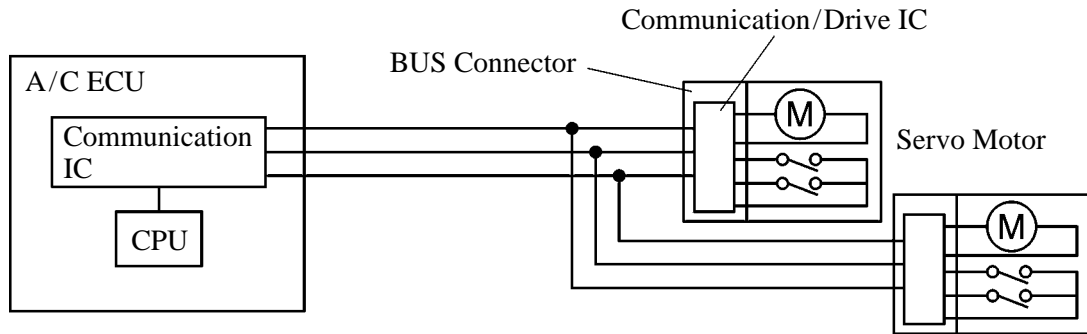 Communication/Drive IC
BUS Connector
A/C ECU
Communication
IC
CPU
M
Servo Motor
M